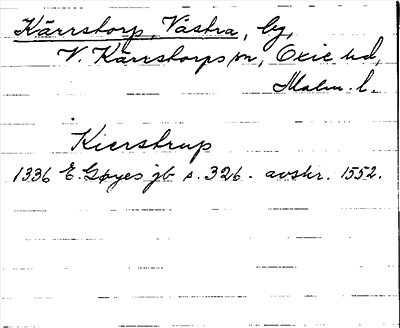 Kärrstorp, Västra, by,
V. Kärrstorps sn, Oxie hd,
Malm. l.
Kierstrup
1336 E. Gøyes jb s. 326. avskr. 1552.